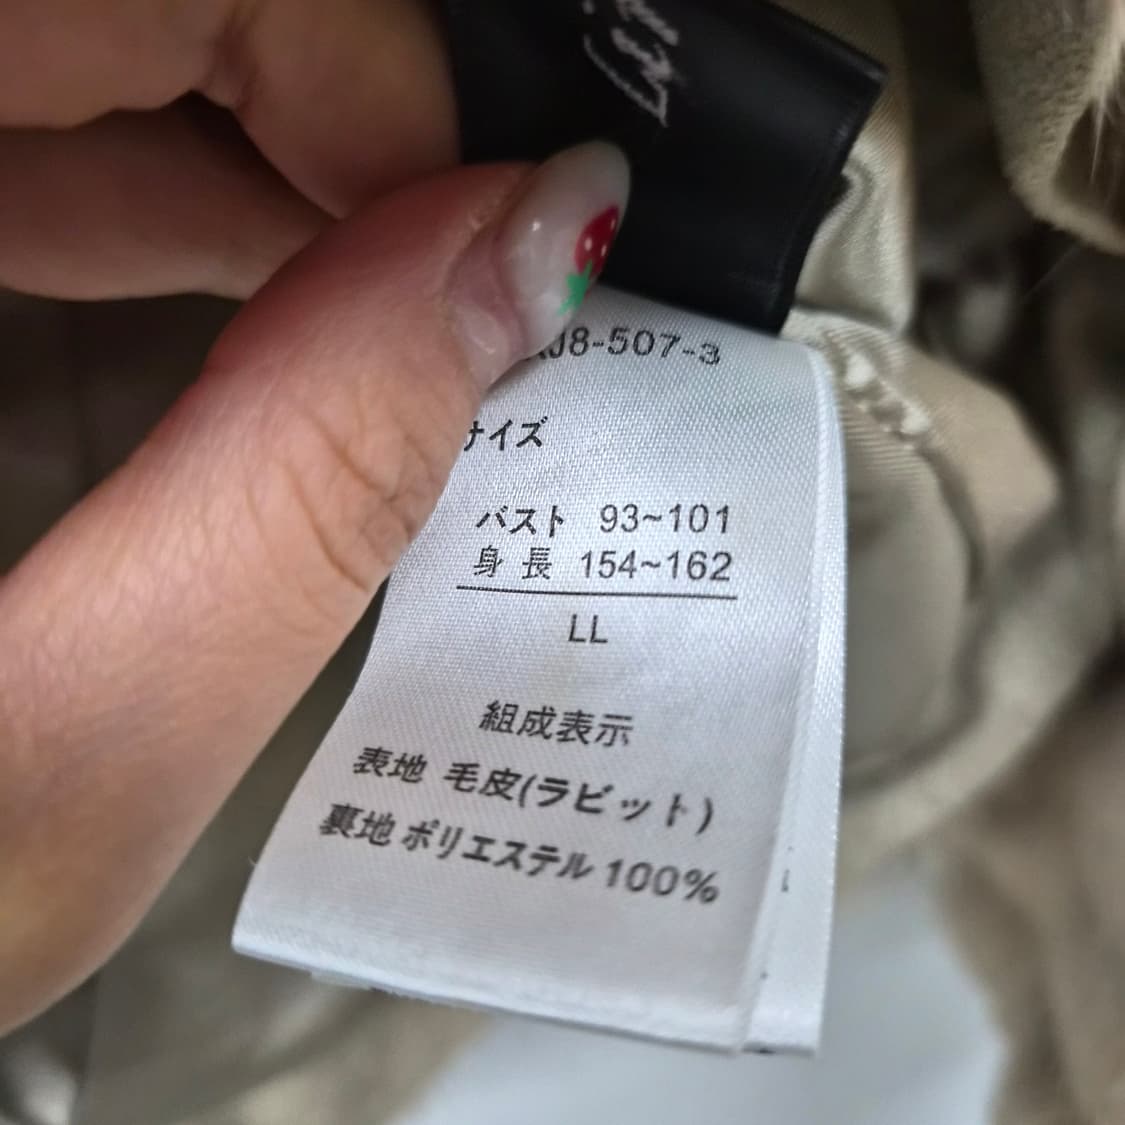 J8-507-3
サイズ
バスト 93~101
身長 154~162
LL
組成表示
表地 毛皮(ラビット)
裏地 ポリエステル 100%